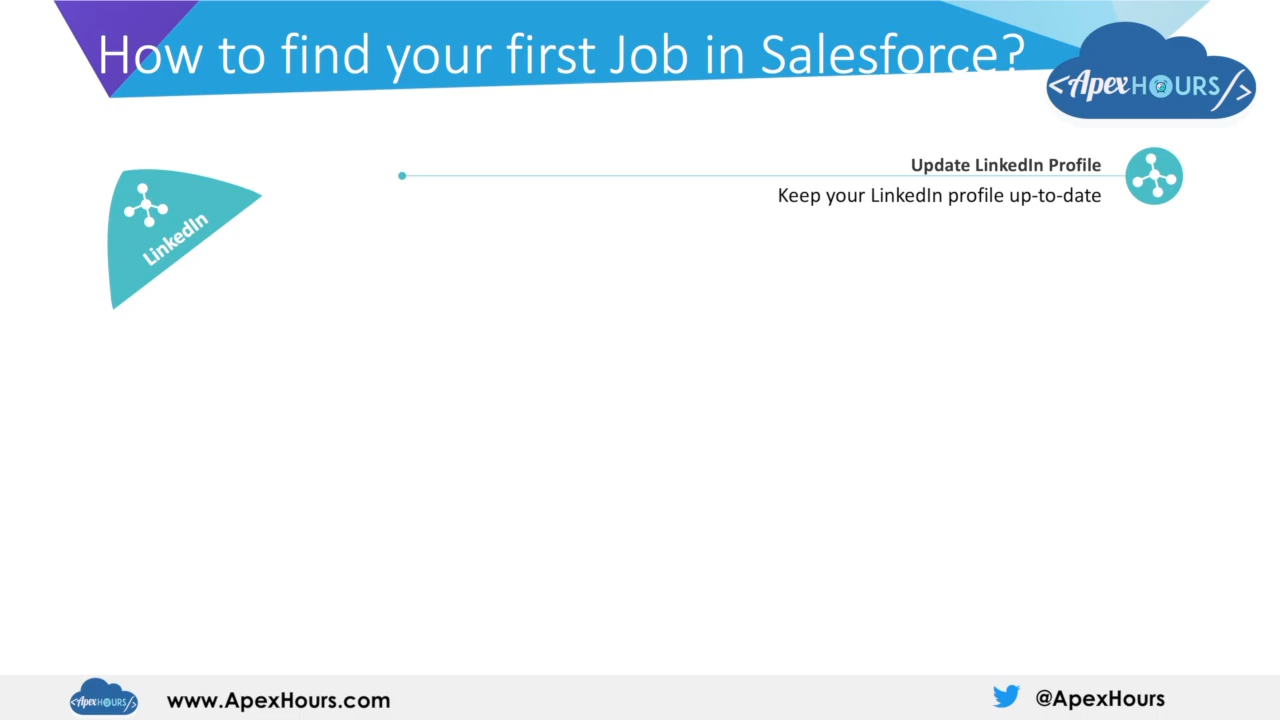 How to find your first Job in Salesforce?
<ApexHOURS/>
Update LinkedIn Profile
Keep your LinkedIn profile up-to-date
LinkedIn
<ApexHOURS/>
www.ApexHours.com
@ApexHours